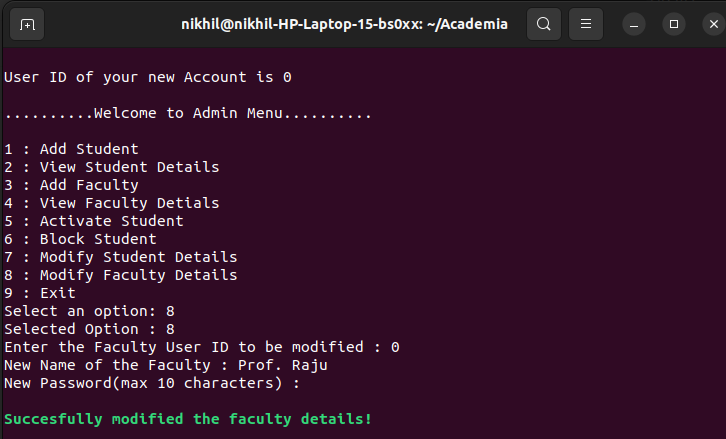 nikhil@nikhil-HP-Laptop-15-bs0xx: ~/Academia
User ID of your new Account is 0
..........Welcome to Admin Menu..........
1 : Add Student
2 : View Student Details
3 : Add Faculty
4 : View Faculty Detials
5 : Activate Student
6 : Block Student
7 : Modify Student Details
8 : Modify Faculty Details
9 : Exit
Select an option: 8
Selected Option : 8
Enter the Faculty User ID to be modified : 0
New Name of the Faculty : Prof. Raju
New Password(max 10 characters) :
Succesfully modified the faculty details!